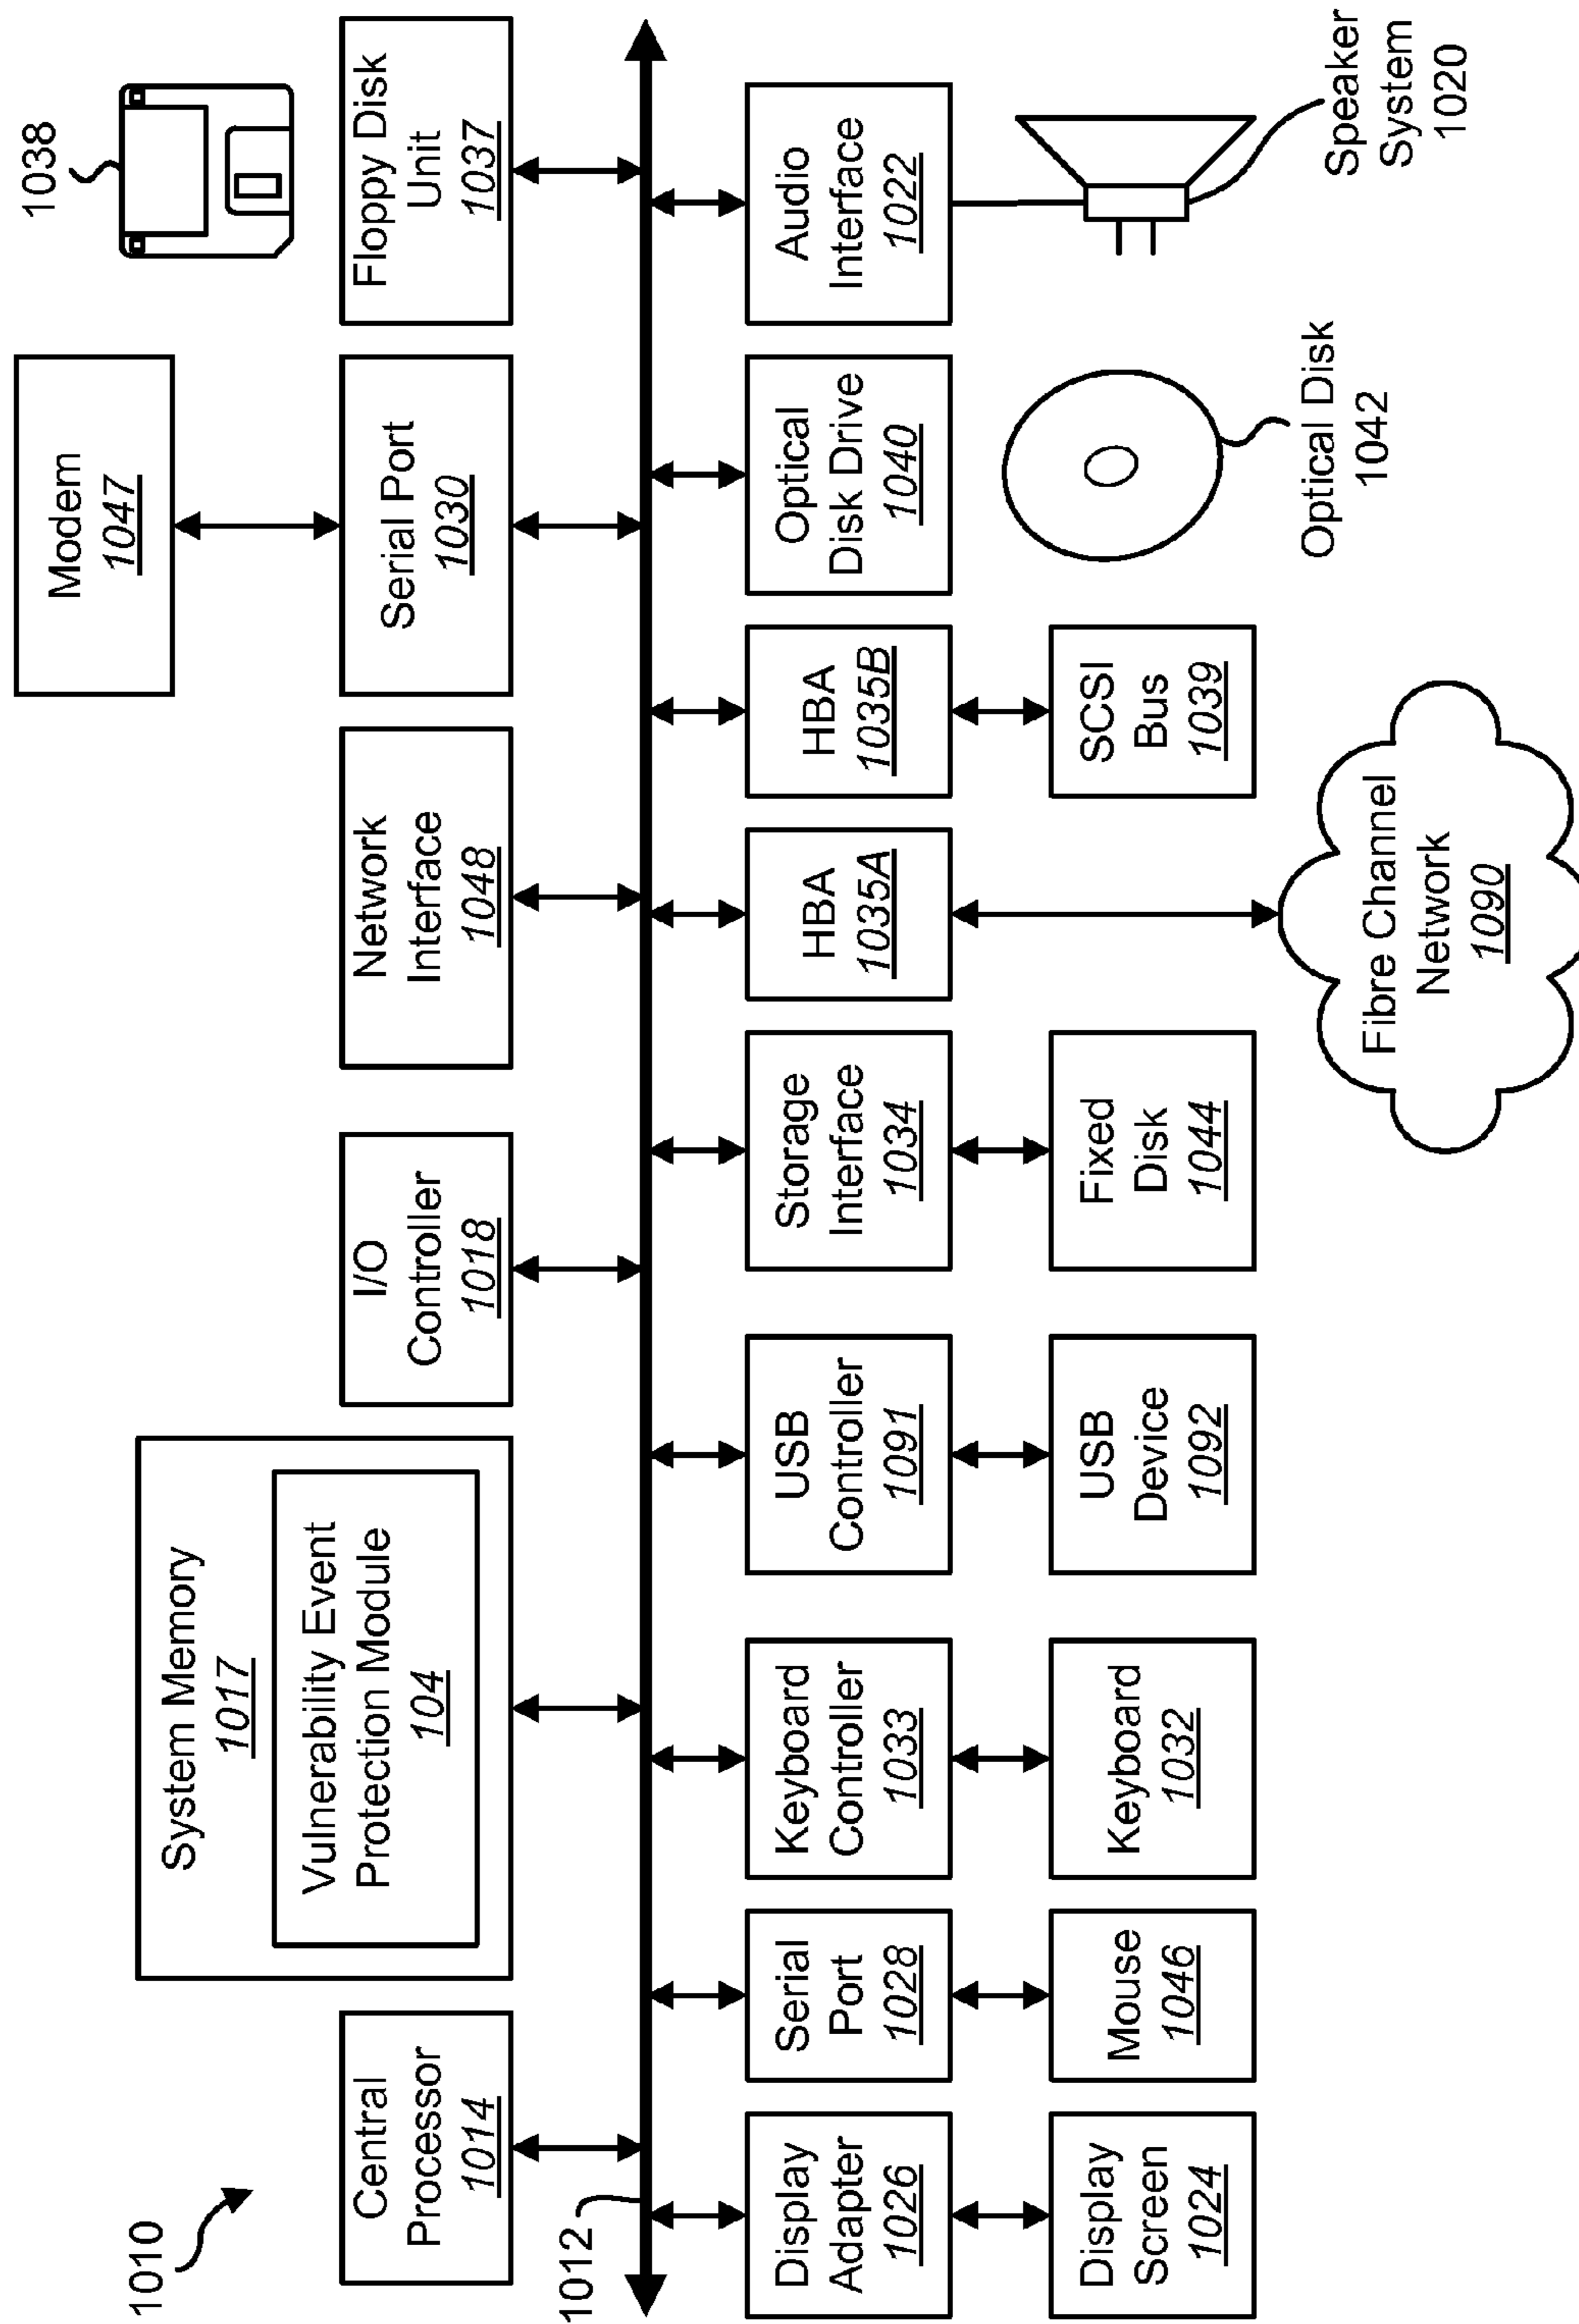 1010
Central
Processor
1014
System Memory
1017
Vulnerability Event
Protection Module
104
I/O
Controller
1018
Network
Interface
1048
Modem
1047
Serial Port
1030
1038
Floppy Disk
Unit
1037
1012
Display
Adapter
1026
Serial
Port
1028
Keyboard
Controller
1033
USB
Controller
1091
Storage
Interface
1034
HBA
1035A
HBA
1035B
Optical
Disk Drive
1040
Audio
Interface
1022
Display
Screen
1024
Mouse
1046
Keyboard
1032
USB
Device
1092
Fixed
Disk
1044
Fibre Channel
Network
1090
SCSI
Bus
1039
Optical Disk
1042
Speaker
System
1020